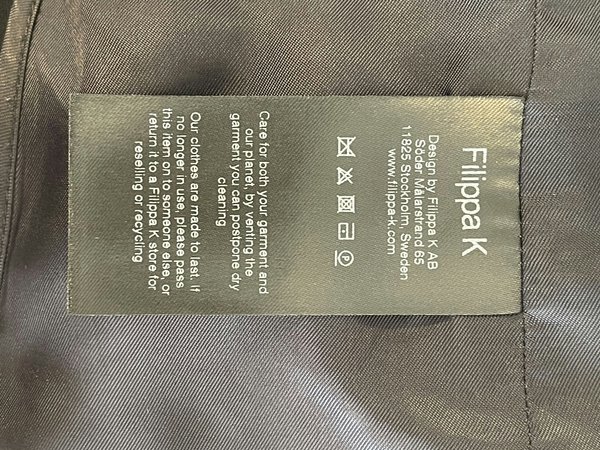 Filippa K
Design by Filippa K AB
Söder Mälarstrand 65
11825 Stockholm, Sweden
www.filippa-k.com
P
Care for both your garment and
our planet, by venting the
garment you can postpone dry
cleaning
Our clothes are made to last. If
no longer in use, please pass
this item on to someone else, or
return it to a Filippa K store for
reselling or recycling